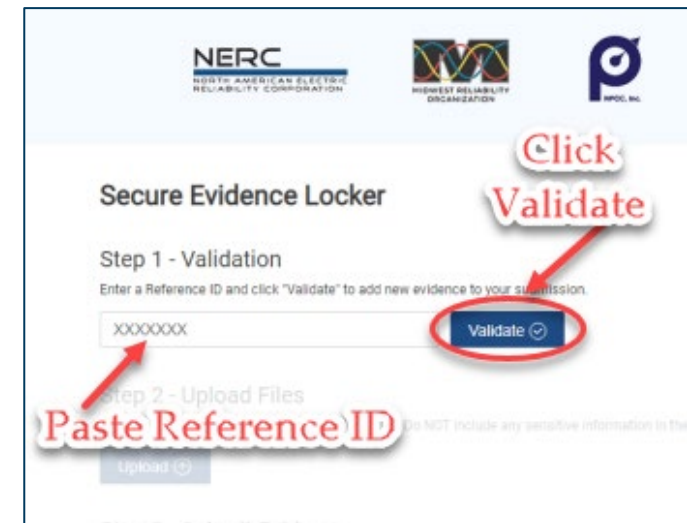 NERC
NORTH AMERICAN ELECTRIC
RELIABILITY CORPORATION
MIDWEST RELIABILITY
ORGANIZATION
NPCC, Inc.
Click
Validate
Secure Evidence Locker
Step 1 - Validation
Enter a Reference ID and click "Validate" to add new evidence to your submission.
XXXXXXX
Validate
Step 2 - Upload Files
Paste Reference ID
Do NOT include any sensitive information in the
Upload